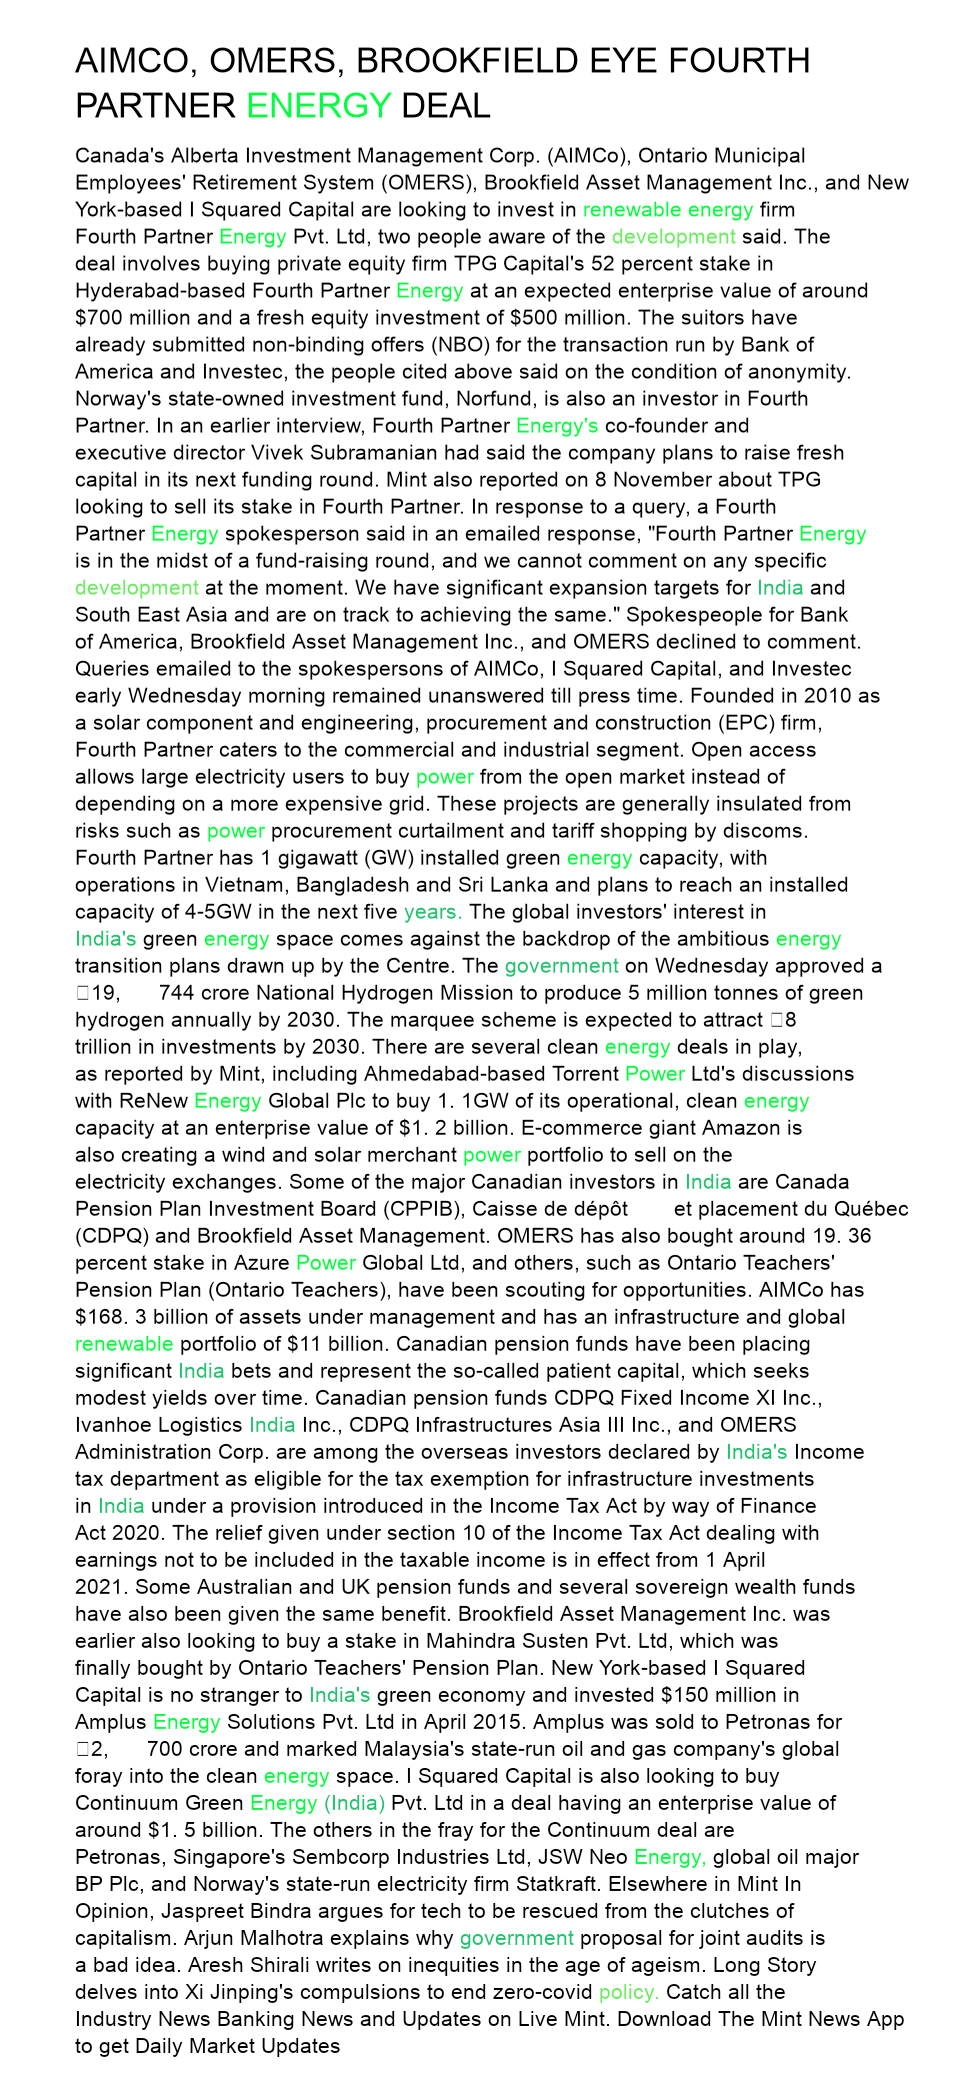 AIMCO, OMERS, BROOKFIELD EYE FOURTH
PARTNER ENERGY DEAL
Canada's Alberta Investment Management Corp. (AIMCo), Ontario Municipal
Employees' Retirement System (OMERS), Brookfield Asset Management Inc., and New
York-based I Squared Capital are looking to invest in renewable energy firm
Fourth Partner Energy Pvt. Ltd, two people aware of the development said. The
deal involves buying private equity firm TPG Capital's 52 percent stake in
Hyderabad-based Fourth Partner Energy at an expected enterprise value of around
$700 million and a fresh equity investment of $500 million. The suitors have
already submitted non-binding offers (NBO) for the transaction run by Bank of
America and Investec, the people cited above said on the condition of anonymity.
Norway's state-owned investment fund, Norfund, is also an investor in Fourth
Partner. In an earlier interview, Fourth Partner Energy's co-founder and
executive director Vivek Subramanian had said the company plans to raise fresh
capital in its next funding round. Mint also reported on 8 November about TPG
looking to sell its stake in Fourth Partner. In response to a query, a Fourth
Partner Energy spokesperson said in an emailed response, "Fourth Partner Energy
is in the midst of a fund-raising round, and we cannot comment on any specific
development at the moment. We have significant expansion targets for India and
South East Asia and are on track to achieving the same." Spokespeople for Bank
of America, Brookfield Asset Management Inc., and OMERS declined to comment.
Queries emailed to the spokespersons of AIMCo, I Squared Capital, and Investec
early Wednesday morning remained unanswered till press time. Founded in 2010 as
a solar component and engineering, procurement and construction (EPC) firm,
Fourth Partner caters to the commercial and industrial segment. Open access
allows large electricity users to buy power from the open market instead of
depending on a more expensive grid. These projects are generally insulated from
risks such as power procurement curtailment and tariff shopping by discoms.
Fourth Partner has 1 gigawatt (GW) installed green energy capacity, with
operations in Vietnam, Bangladesh and Sri Lanka and plans to reach an installed
capacity of 4-5GW in the next five years. The global investors' interest in
India's green energy space comes against the backdrop of the ambitious energy
transition plans drawn up by the Centre. The government on Wednesday approved a
□19, 744 crore National Hydrogen Mission to produce 5 million tonnes of green
hydrogen annually by 2030. The marquee scheme is expected to attract □8
trillion in investments by 2030. There are several clean energy deals in play,
as reported by Mint, including Ahmedabad-based Torrent Power Ltd's discussions
with ReNew Energy Global Plc to buy 1. 1GW of its operational, clean energy
capacity at an enterprise value of $1. 2 billion. E-commerce giant Amazon is
also creating a wind and solar merchant power portfolio to sell on the
electricity exchanges. Some of the major Canadian investors in India are Canada
Pension Plan Investment Board (CPPIB), Caisse de dépôt et placement du Québec
(CDPQ) and Brookfield Asset Management. OMERS has also bought around 19. 36
percent stake in Azure Power Global Ltd, and others, such as Ontario Teachers'
Pension Plan (Ontario Teachers), have been scouting for opportunities. AIMCo has
$168. 3 billion of assets under management and has an infrastructure and global
renewable portfolio of $11 billion. Canadian pension funds have been placing
significant India bets and represent the so-called patient capital, which seeks
modest yields over time. Canadian pension funds CDPQ Fixed Income XI Inc.,
Ivanhoe Logistics India Inc., CDPQ Infrastructures Asia III Inc., and OMERS
Administration Corp. are among the overseas investors declared by India's Income
tax department as eligible for the tax exemption for infrastructure investments
in India under a provision introduced in the Income Tax Act by way of Finance
Act 2020. The relief given under section 10 of the Income Tax Act dealing with
earnings not to be included in the taxable income is in effect from 1 April
2021. Some Australian and UK pension funds and several sovereign wealth funds
have also been given the same benefit. Brookfield Asset Management Inc. was
earlier also looking to buy a stake in Mahindra Susten Pvt. Ltd, which was
finally bought by Ontario Teachers' Pension Plan. New York-based I Squared
Capital is no stranger to India's green economy and invested $150 million in
Amplus Energy Solutions Pvt. Ltd in April 2015. Amplus was sold to Petronas for
□2, 700 crore and marked Malaysia's state-run oil and gas company's global
foray into the clean energy space. I Squared Capital is also looking to buy
Continuum Green Energy (India) Pvt. Ltd in a deal having an enterprise value of
around $1. 5 billion. The others in the fray for the Continuum deal are
Petronas, Singapore's Sembcorp Industries Ltd, JSW Neo Energy, global oil major
BP Plc, and Norway's state-run electricity firm Statkraft. Elsewhere in Mint In
Opinion, Jaspreet Bindra argues for tech to be rescued from the clutches of
capitalism. Arjun Malhotra explains why government proposal for joint audits is
a bad idea. Aresh Shirali writes on inequities in the age of ageism. Long Story
delves into Xi Jinping's compulsions to end zero-covid policy. Catch all the
Industry News Banking News and Updates on Live Mint. Download The Mint News App
to get Daily Market Updates